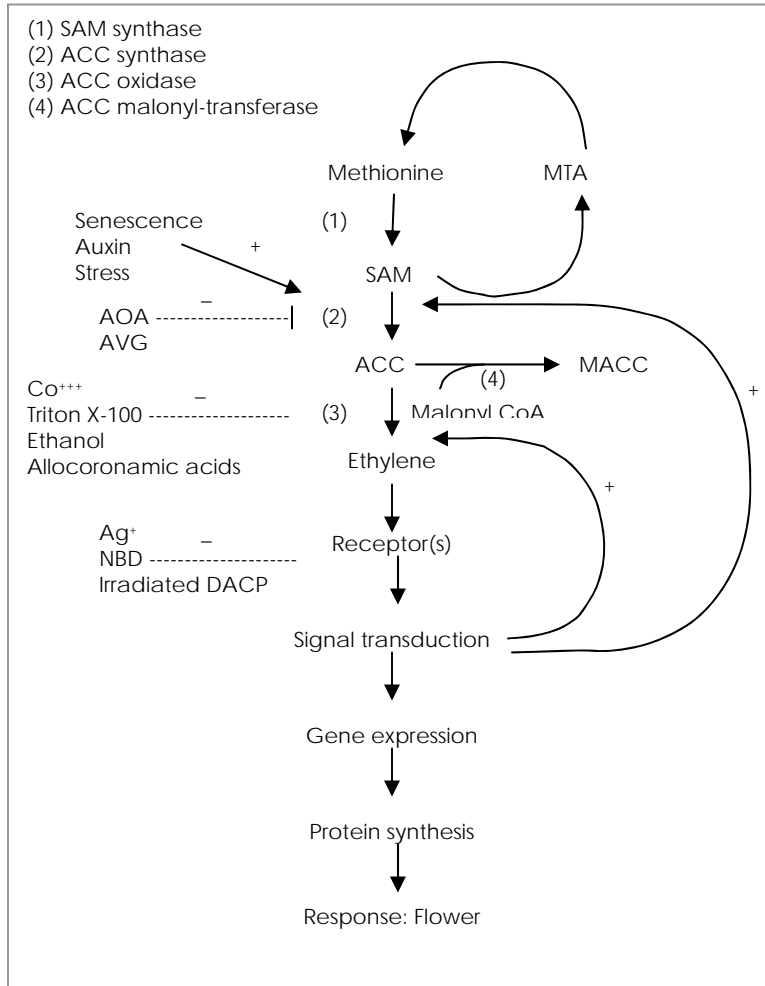 (1) SAM synthase
(2) ACC synthase
(3) ACC oxidase
(4) ACC malonyl-transferase
Methionine
MTA
Senescence
Auxin
Stress
+
(1)
SAM
AOA
AVG
–
(2)
ACC
MACC
(4)
Malonyl CoA
+
Co+++
Triton X-100
Ethanol
Allocoronamic acids
–
(3)
Ethylene
+
Ag+
NBD
Irradiated DACP
–
Receptor(s)
Signal transduction
Gene expression
Protein synthesis
Response: Flower